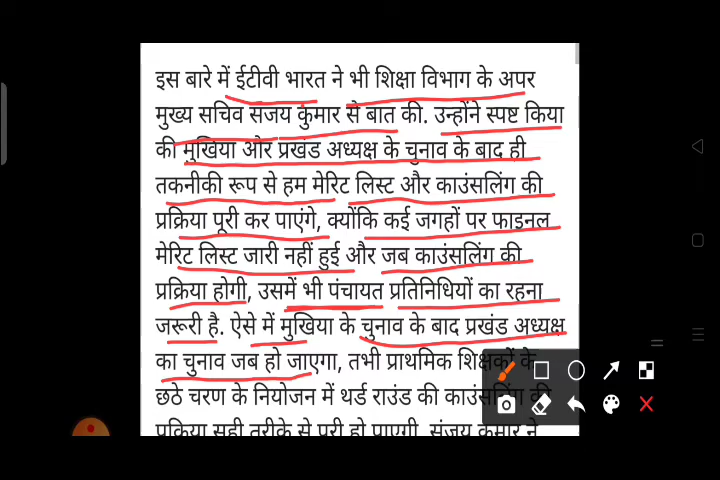 इस बारे में ईटीवी भारत ने भी शिक्षा विभाग के अपर
मुख्य सचिव संजय कुमार से बात की. उन्होंने स्पष्ट किया
की मुखिया और प्रखंड अध्यक्ष के चुनाव के बाद ही
तकनीकी रूप से हम मेरिट लिस्ट और काउंसलिंग की
प्रक्रिया पूरी कर पाएंगे, क्योंकि कई जगहों पर फाइनल
मेरिट लिस्ट जारी नहीं हुई और जब काउंसलिंग की
प्रक्रिया होगी, उसमें भी पंचायत प्रतिनिधियों का रहना
जरूरी है. ऐसे में मुखिया के चुनाव के बाद प्रखंड अध्यक्ष
का चुनाव जब हो जाएगा, तभी प्राथमिक शिक्षकों के
छठे चरण के नियोजन में थर्ड राउंड की काउंसलिंग की
प्रक्रिया सही तरीके से पूरी हो पाएगी. संजय कुमार ने